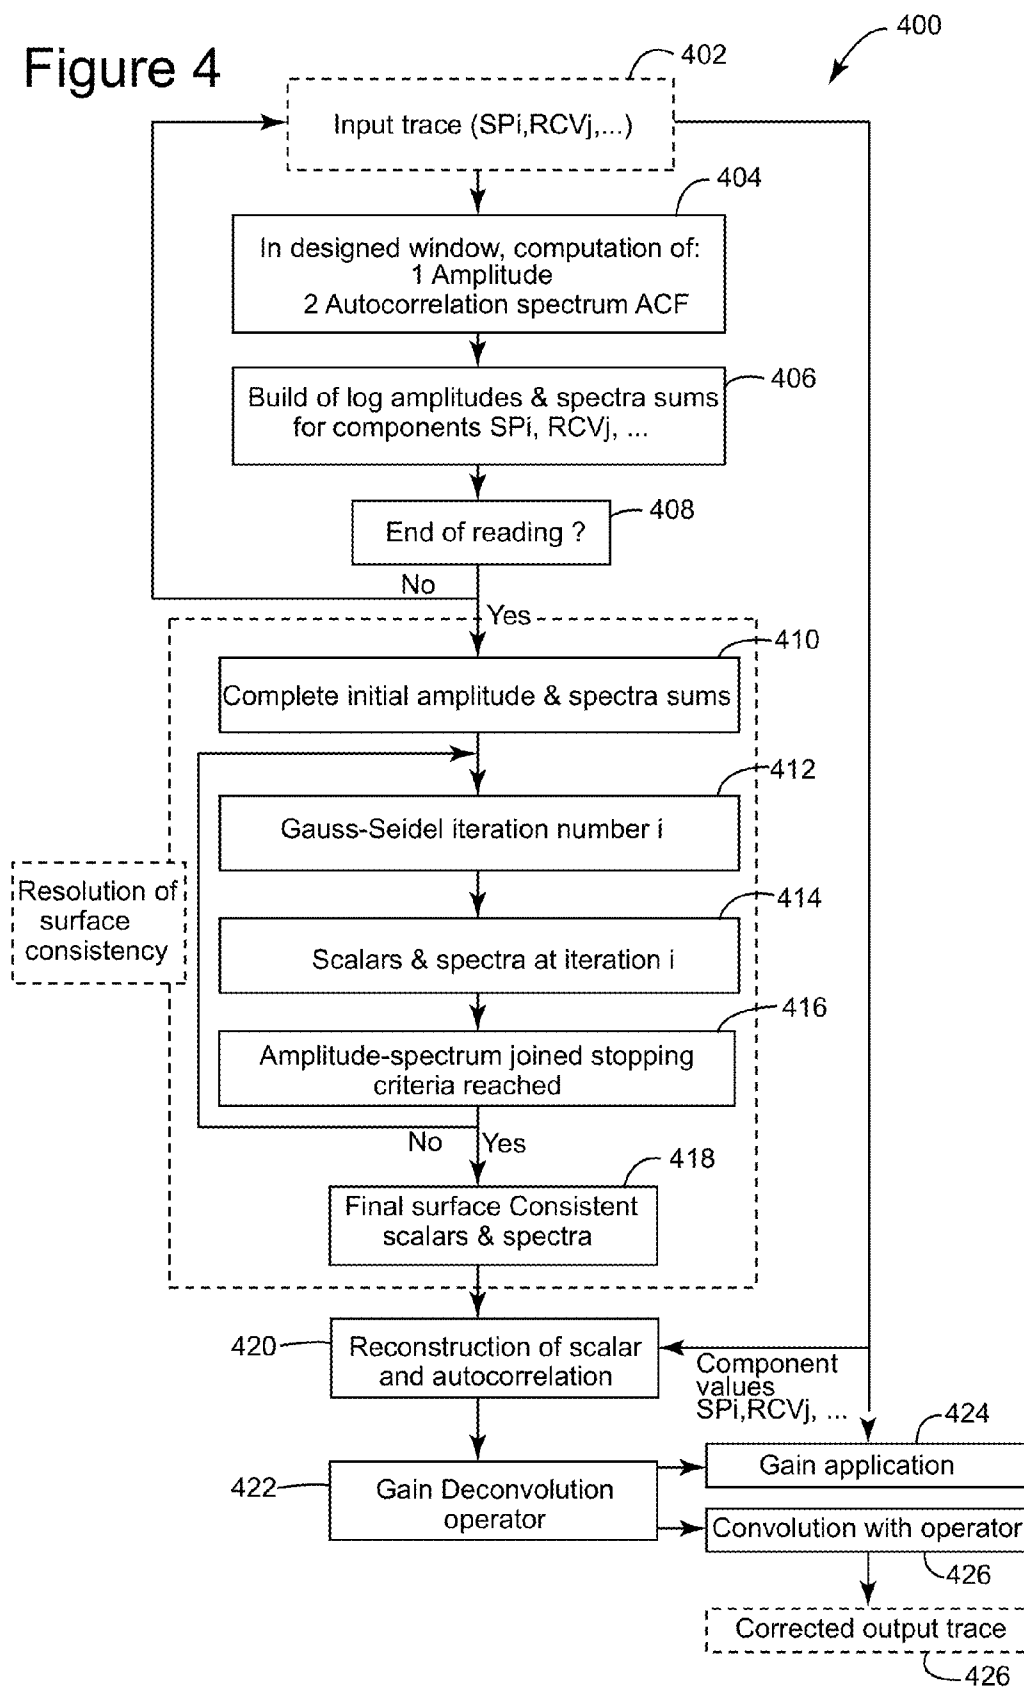 Figure 4
400
402
Input trace (SPi,RCVj,...)
404
In designed window, computation of:
1 Amplitude
2 Autocorrelation spectrum ACF
406
Build of log amplitudes & spectra sums
for components SPi, RCVj, ...
408
End of reading ?
No
Yes
410
Complete initial amplitude & spectra sums
412
Gauss-Seidel iteration number i
Resolution of
surface
consistency
414
Scalars & spectra at iteration i
416
Amplitude-spectrum joined stopping
criteria reached
No
Yes
418
Final surface Consistent
scalars & spectra
420
Reconstruction of scalar
and autocorrelation
Component
values
SPi,RCVj, ...
424
Gain application
422
Gain Deconvolution
operator
Convolution with operator
426
Corrected output trace
426